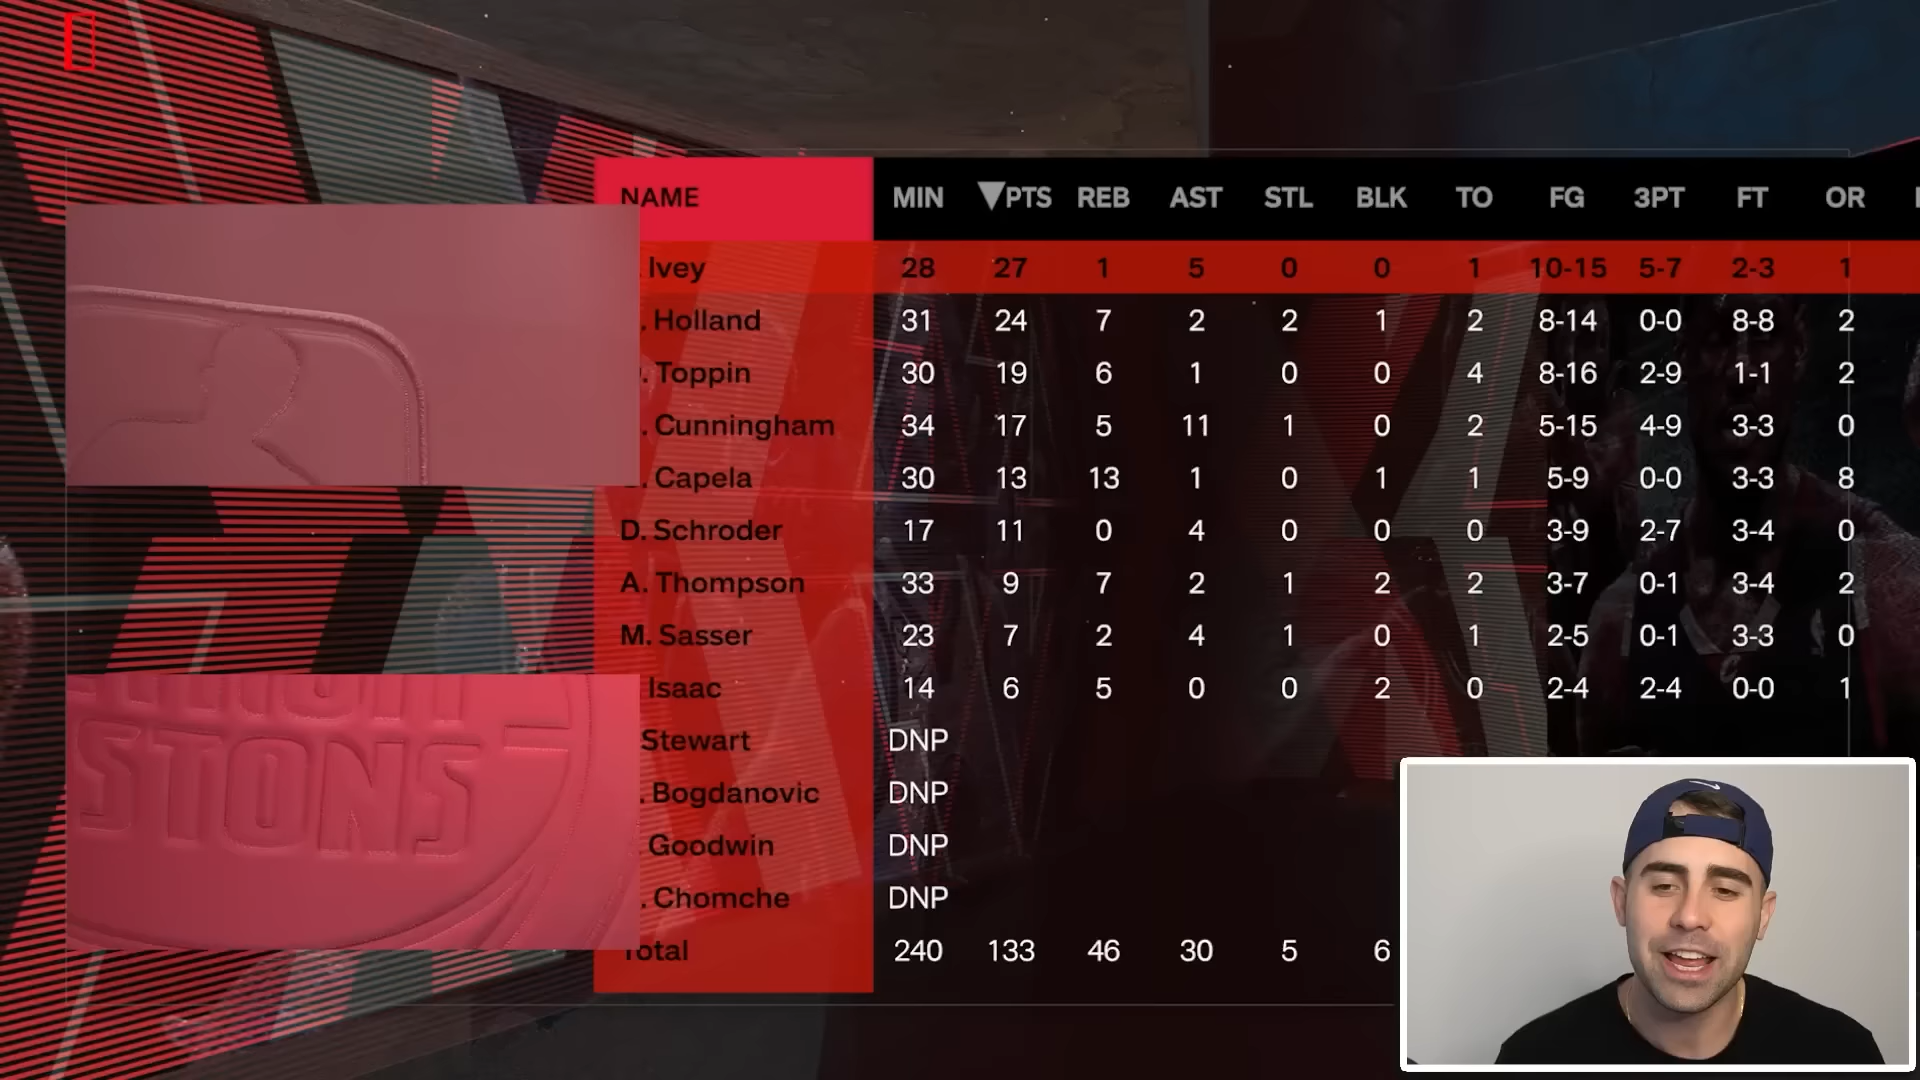 NAME MIN ▼PTS REB AST STL BLK TO FG 3PT FT OR
Ivey 28 27 1 5 0 0 1 10-15 5-7 2-3 1
. Holland 31 24 7 2 2 1 2 8-14 0-0 8-8 2
. Toppin 30 19 6 1 0 0 4 8-16 2-9 1-1 2
. Cunningham 34 17 5 11 1 0 2 5-15 4-9 3-3 0
. Capela 30 13 13 1 0 1 1 5-9 0-0 3-3 8
D. Schroder 17 11 0 4 0 0 0 3-9 2-7 3-4 0
A. Thompson 33 9 7 2 1 2 2 3-7 0-1 3-4 2
M. Sasser 23 7 2 4 1 0 1 2-5 0-1 3-3 0
Isaac 14 6 5 0 0 2 0 2-4 2-4 0-0 1
Stewart DNP
. Bogdanovic DNP
Goodwin DNP
. Chomche DNP
Total 240 133 46 30 5 6
STONS